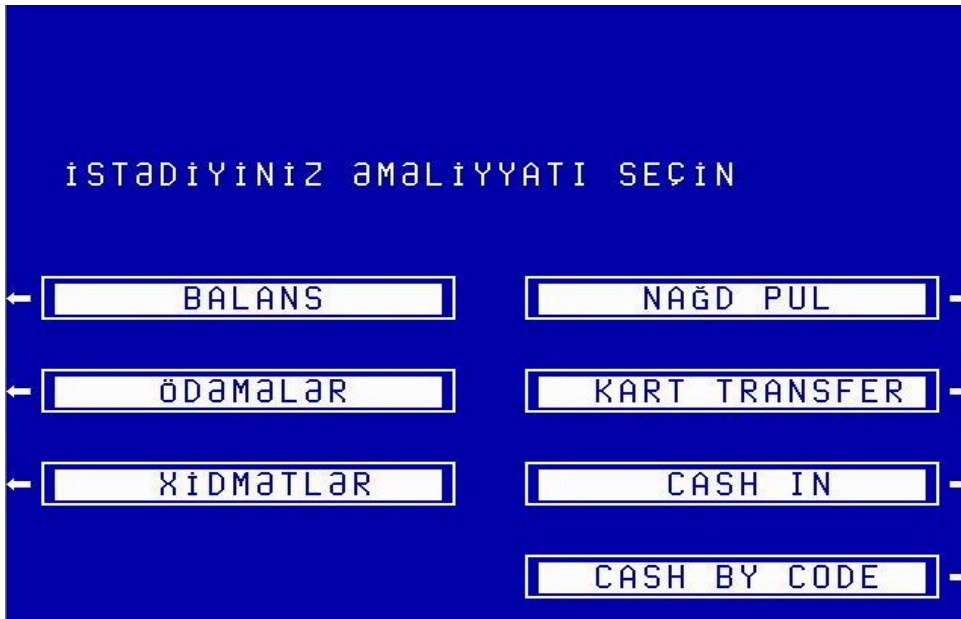 İSTƏDİYİNİZ ƏMƏLİYYATI SEÇİN
BALANS
NAĞD PUL
ÖDƏMƏLƏR
KART TRANSFER
XİDMƏTLƏR
CASH IN
CASH BY CODE